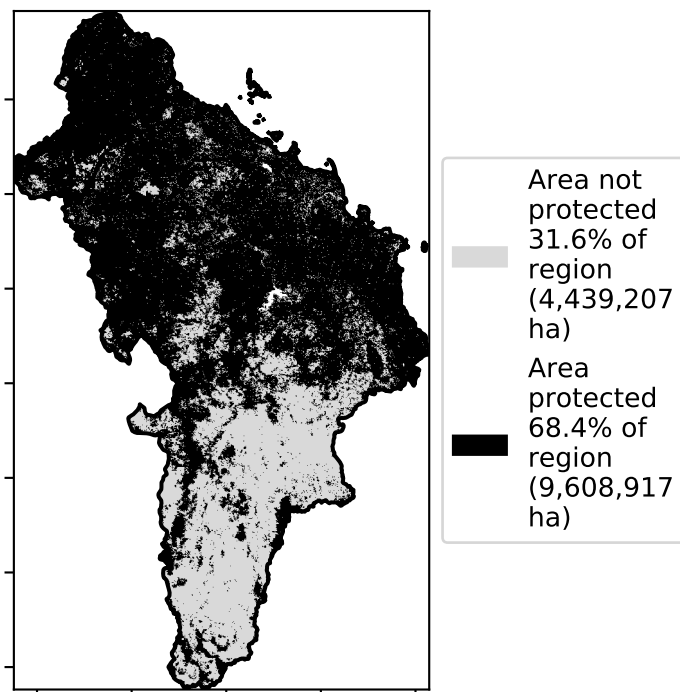 Area not
protected
31.6% of
region
(4,439,207
ha)
Area
protected
68.4% of
region
(9,608,917
ha)